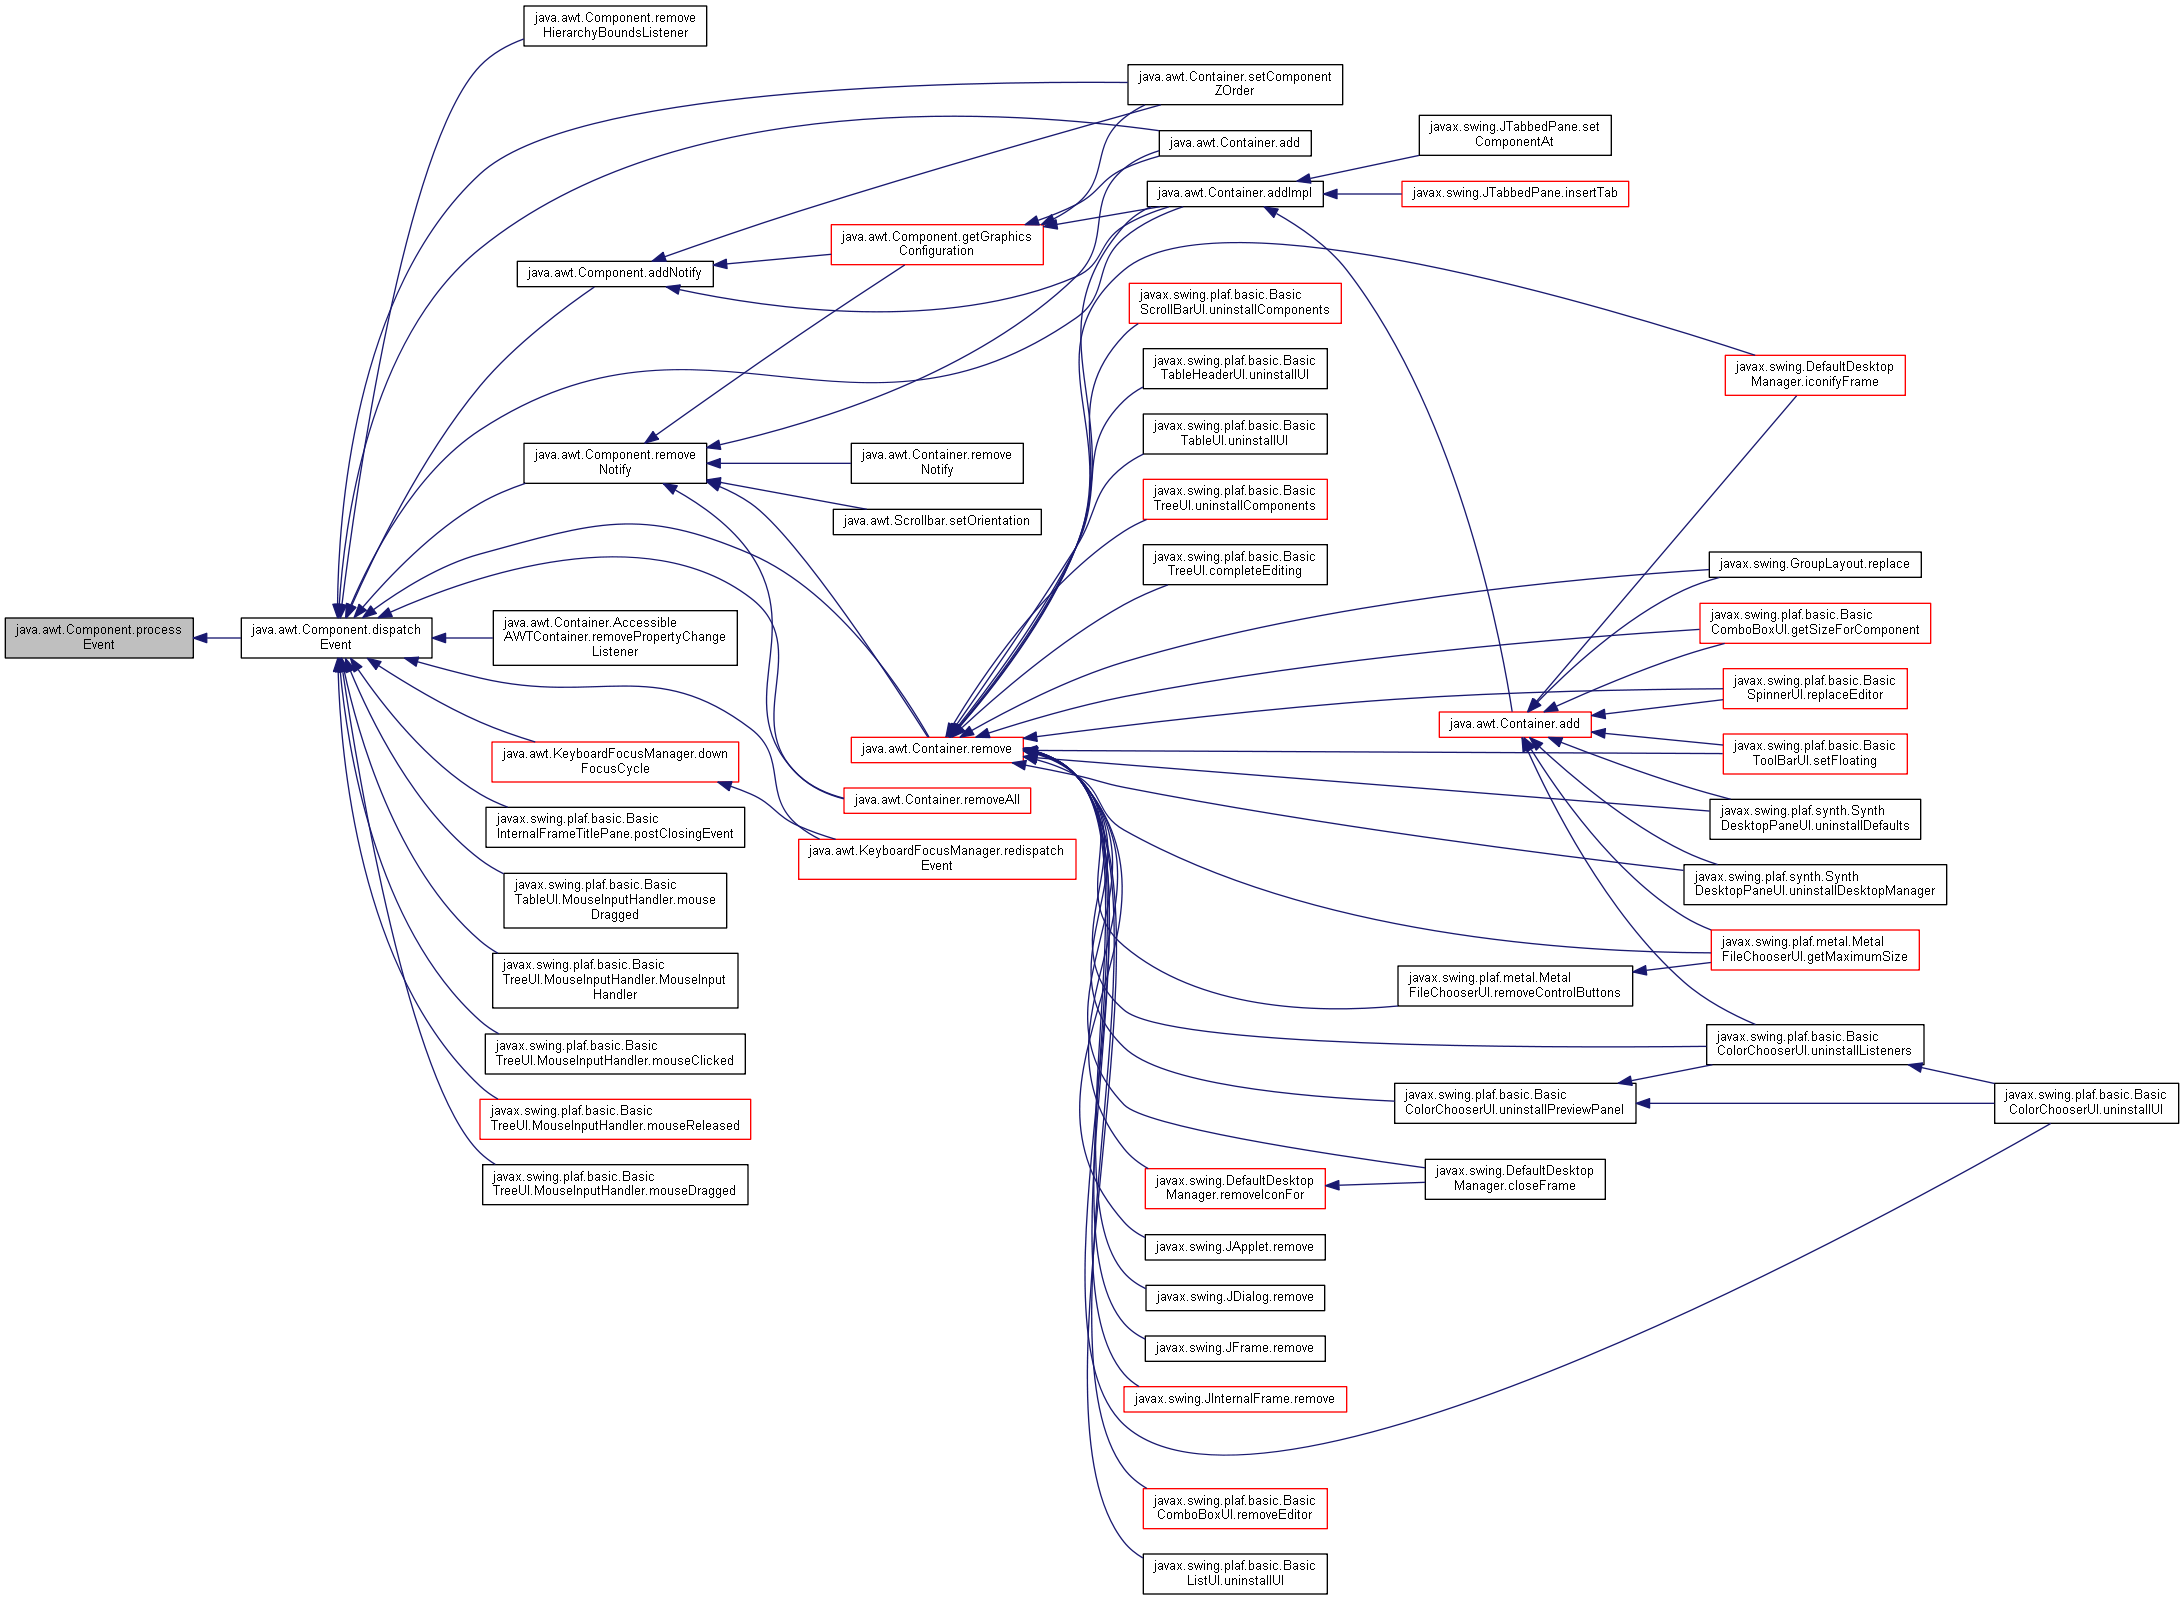 java.awt.Component.process
Event
java.awt.Component.dispatch
Event
java.awt.Component.remove
HierarchyBoundsListener
java.awt.Component.addNotify
java.awt.Component.remove
Notify
java.awt.Container.Accessible
AWTContainer.removePropertyChange
Listener
java.awt.KeyboardFocusManager.down
FocusCycle
javax.swing.plaf.basic.Basic
InternalFrameTitlePane.postClosingEvent
javax.swing.plaf.basic.Basic
TableUI.MouseInputHandler.mouse
Dragged
javax.swing.plaf.basic.Basic
TreeUI.MouseInputHandler.MouseInput
Handler
javax.swing.plaf.basic.Basic
TreeUI.MouseInputHandler.mouseClicked
javax.swing.plaf.basic.Basic
TreeUI.MouseInputHandler.mouseReleased
javax.swing.plaf.basic.Basic
TreeUI.MouseInputHandler.mouseDragged
java.awt.Component.getGraphics
Configuration
java.awt.Container.remove
Notify
java.awt.Scrollbar.setOrientation
java.awt.Container.remove
java.awt.Container.removeAll
java.awt.KeyboardFocusManager.redispatch
Event
java.awt.Container.setComponent
ZOrder
java.awt.Container.add
java.awt.Container.addImpl
javax.swing.plaf.basic.Basic
ScrollBarUI.uninstallComponents
javax.swing.plaf.basic.Basic
TableHeaderUI.uninstallUI
javax.swing.plaf.basic.Basic
TableUI.uninstallUI
javax.swing.plaf.basic.Basic
TreeUI.uninstallComponents
javax.swing.plaf.basic.Basic
TreeUI.completeEditing
javax.swing.DefaultDesktop
Manager.removeIconFor
javax.swing.JApplet.remove
javax.swing.JDialog.remove
javax.swing.JFrame.remove
javax.swing.JInternalFrame.remove
javax.swing.plaf.basic.Basic
ComboBoxUI.removeEditor
javax.swing.plaf.basic.Basic
ListUI.uninstallUI
javax.swing.JTabbedPane.set
ComponentAt
javax.swing.JTabbedPane.insertTab
java.awt.Container.add
javax.swing.plaf.metal.Metal
FileChooserUI.removeControlButtons
javax.swing.plaf.basic.Basic
ColorChooserUI.uninstallPreviewPanel
javax.swing.DefaultDesktop
Manager.closeFrame
javax.swing.DefaultDesktop
Manager.iconifyFrame
javax.swing.GroupLayout.replace
javax.swing.plaf.basic.Basic
ComboBoxUI.getSizeForComponent
javax.swing.plaf.basic.Basic
SpinnerUI.replaceEditor
javax.swing.plaf.basic.Basic
ToolBarUI.setFloating
javax.swing.plaf.synth.Synth
DesktopPaneUI.uninstallDefaults
javax.swing.plaf.synth.Synth
DesktopPaneUI.uninstallDesktopManager
javax.swing.plaf.metal.Metal
FileChooserUI.getMaximumSize
javax.swing.plaf.basic.Basic
ColorChooserUI.uninstallListeners
javax.swing.plaf.basic.Basic
ColorChooserUI.uninstallUI